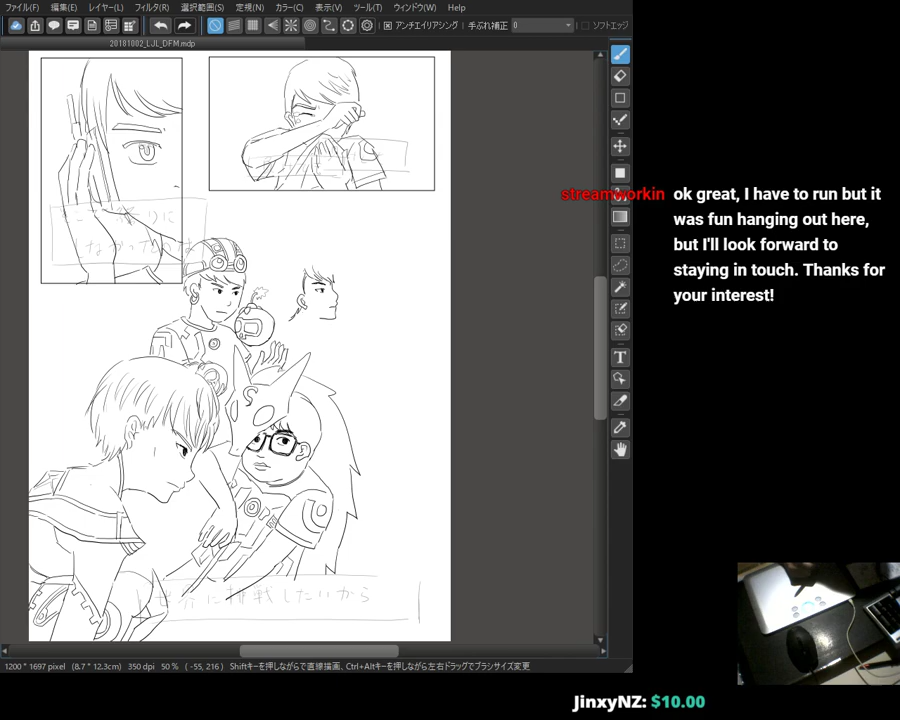 ファイル(F) 編集(E) レイヤー(L) フィルタ(R) 選択範囲(S) 定規(N) カラー(C) 表示(V) ツール(T) ウィンドウ(W) Help
アンチエイリアシング 手ぶれ補正 0 ソフトエッジ
20181002_LJL_DFM.mdp
streamworkin ok great, I have to run but it
was fun hanging out here,
but I'll look forward to
staying in touch. Thanks for
your interest!
しなかったのは
世界に挑戦したいから
1200 * 1697 pixel (8.7 * 12.3cm) 350 dpi 50 % ( -55, 216 ) Shiftキーを押しながらで直線描画、Ctrl+Altキーを押しながら左右ドラッグでブラシサイズ変更
JinxyNZ: $10.00